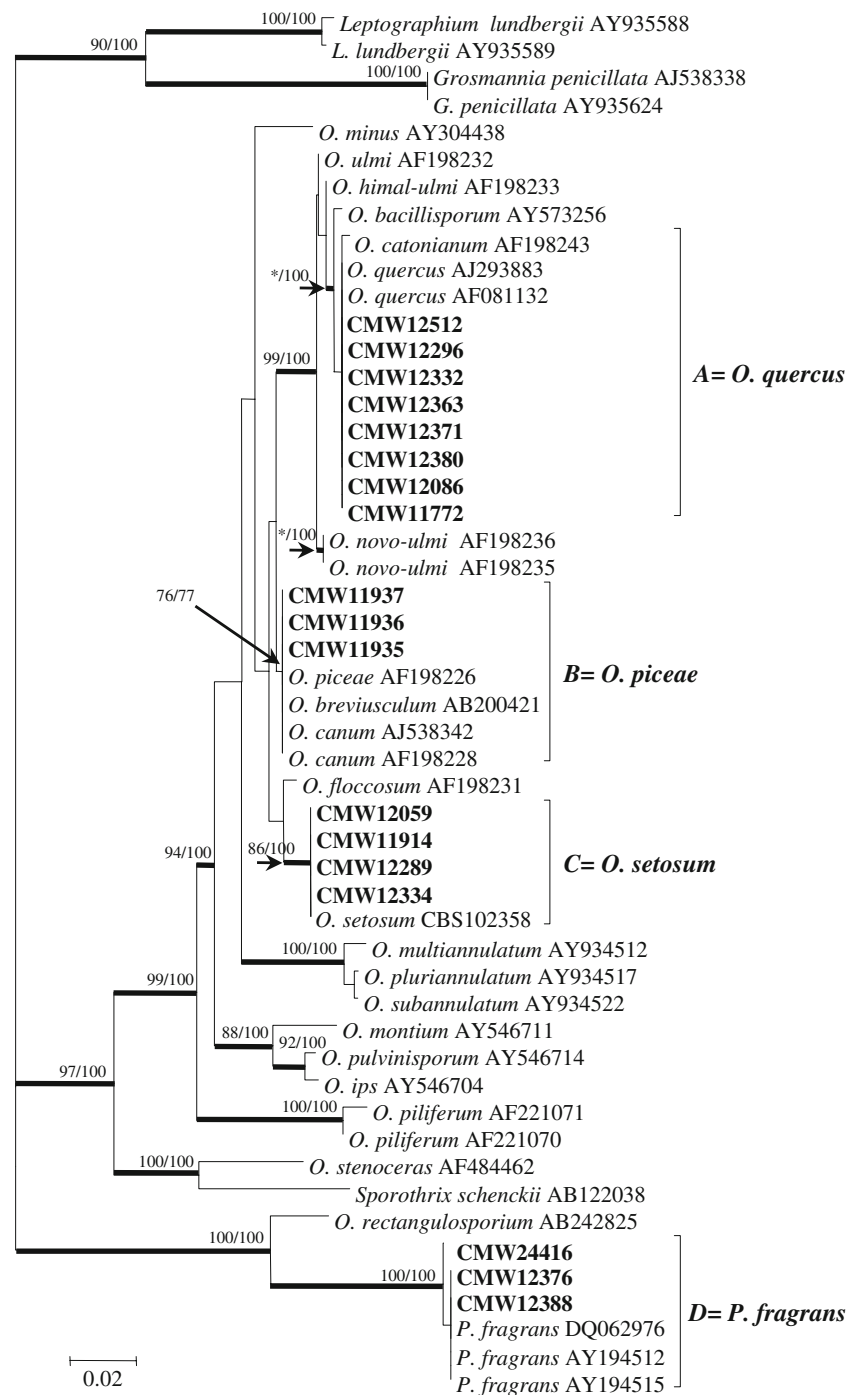 100/100
Leptographium lundbergii AY935588
90/100
L. lundbergii AY935589
100/100
Grosmannia penicillata AJ538338
G. penicillata AY935624
O. minus AY304438
O. ulmi AF198232
O. himal-ulmi AF198233
O. bacillisporum AY573256
O. catonianum AF198243
*/100
O. quercus AJ293883
O. quercus AF081132
CMW12512
CMW12296
99/100
CMW12332
A= O. quercus
CMW12363
CMW12371
CMW12380
CMW12086
CMW11772
*/100
O. novo-ulmi AF198236
O. novo-ulmi AF198235
76/77
CMW11937
CMW11936
CMW11935
O. piceae AF198226
B= O. piceae
O. breviusculum AB200421
O. canum AJ538342
O. canum AF198228
O. floccosum AF198231
CMW12059
CMW11914
94/100
86/100
CMW12289
C= O. setosum
CMW12334
O. setosum CBS102358
100/100
O. multiannulatum AY934512
O. pluriannulatum AY934517
99/100
O. subannulatum AY934522
88/100
O. montium AY546711
92/100
O. pulvinisporum AY546714
97/100
O. ips AY546704
100/100
O. piliferum AF221071
O. piliferum AF221070
100/100
O. stenoceras AF484462
Sporothrix schenckii AB122038
O. rectangulosporium AB242825
100/100
CMW24416
100/100
CMW12376
CMW12388
D= P. fragrans
P. fragrans DQ062976
P. fragrans AY194512
P. fragrans AY194515
0.02